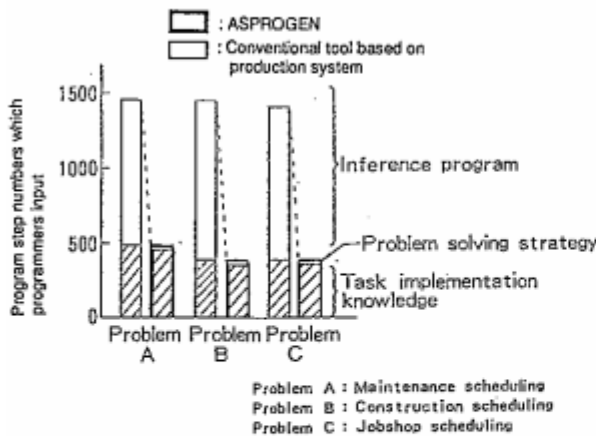 : ASPROGEN
: Conventional tool based on
production system
Program step numbers which
programmers input
1500
1000
500
0
Inference program
Problem solving strategy
Task implementation
knowledge
Problem Problem Problem
A B C
Problem A : Maintenance scheduling
Problem B : Construction scheduling
Problem C : Jobshop scheduling